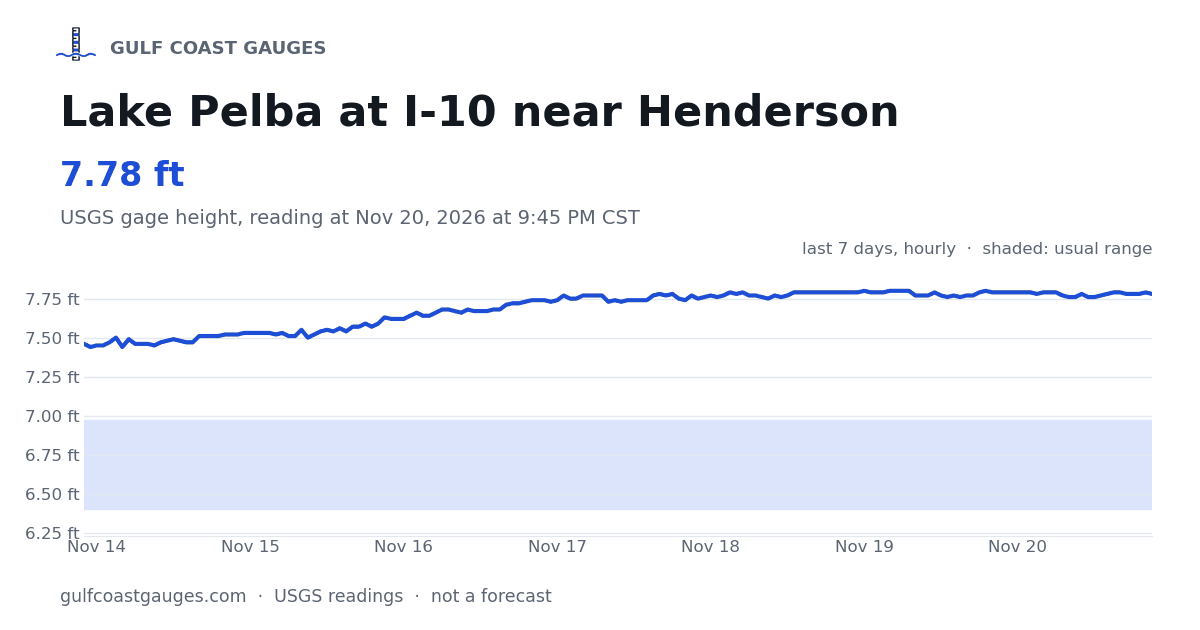 GULF COAST GAUGES
Lake Pelba at I-10 near Henderson
7.78 ft
USGS gage height, reading at Nov 20, 2026 at 9:45 PM CST
last 7 days, hourly · shaded: usual range
7.75 ft
7.50 ft
7.25 ft
7.00 ft
6.75 ft
6.50 ft
6.25 ft
Nov 14 Nov 15 Nov 16 Nov 17 Nov 18 Nov 19 Nov 20
gulfcoastgauges.com · USGS readings · not a forecast